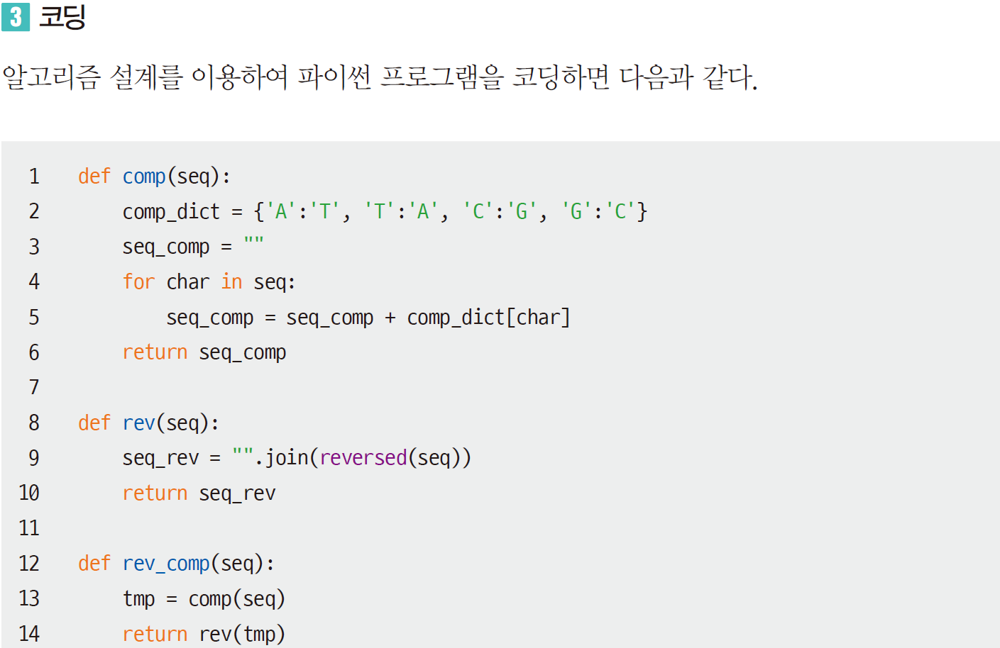 3 코딩
알고리즘 설계를 이용하여 파이썬 프로그램을 코딩하면 다음과 같다.
1 def comp(seq):
2     comp_dict = {'A':'T', 'T':'A', 'C':'G', 'G':'C'}
3     seq_comp = ""
4     for char in seq:
5         seq_comp = seq_comp + comp_dict[char]
6     return seq_comp
7
8 def rev(seq):
9     seq_rev = "".join(reversed(seq))
10     return seq_rev
11
12 def rev_comp(seq):
13     tmp = comp(seq)
14     return rev(tmp)